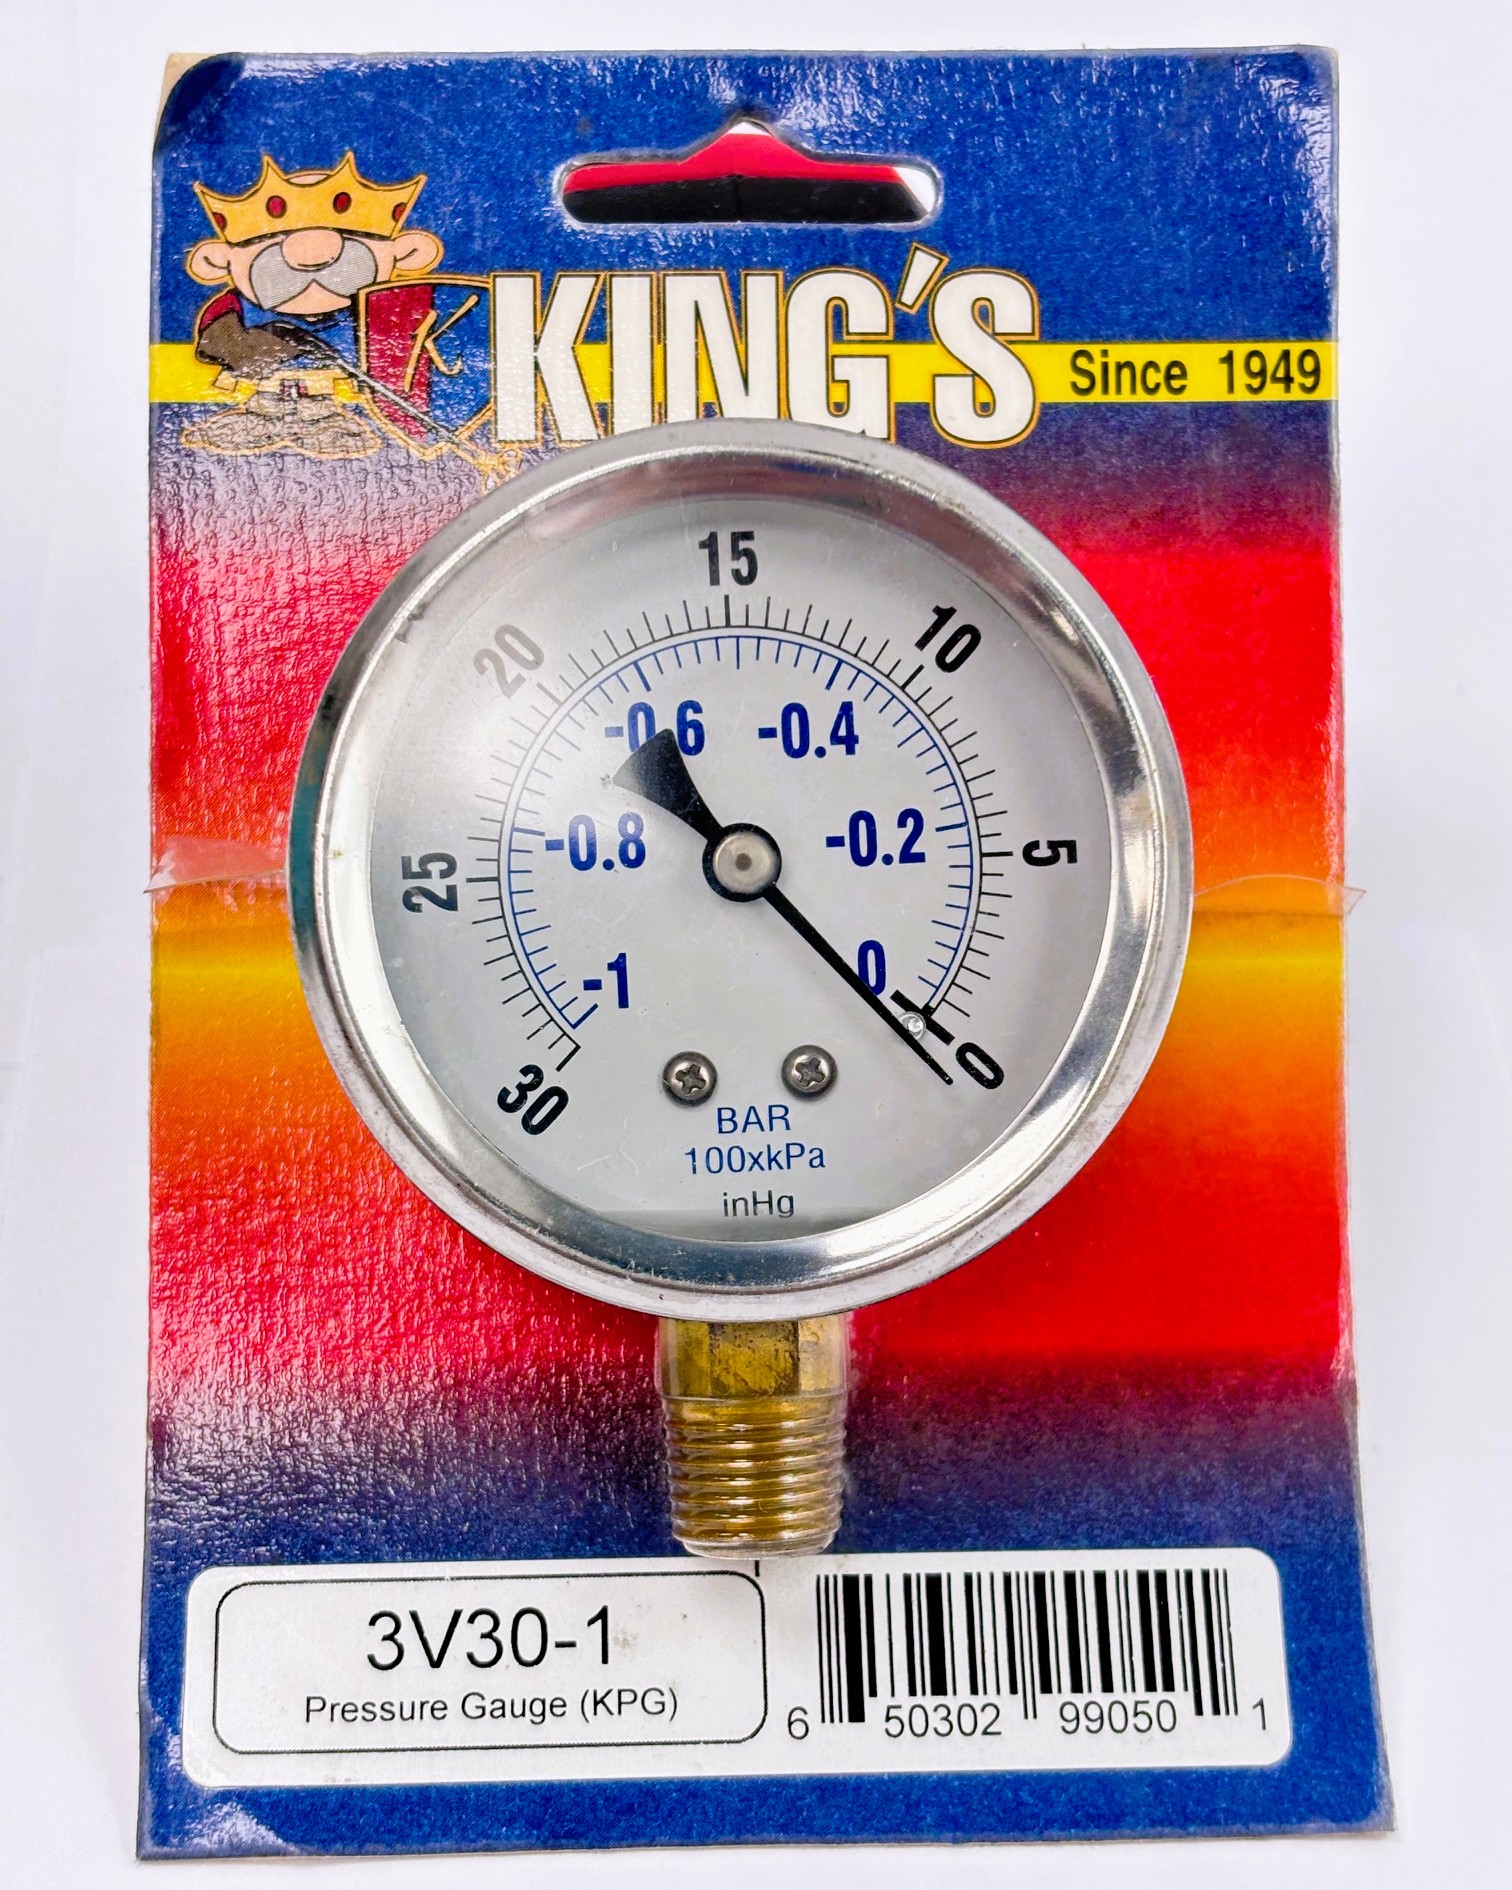 K
KING'S
Since 1949
15
20
10
-0.6
-0.4
-0.8
-0.2
25
5
-1
0
30
0
BAR
100xkPa
inHg
3V30-1
Pressure Gauge (KPG)
6 50302 99050 1